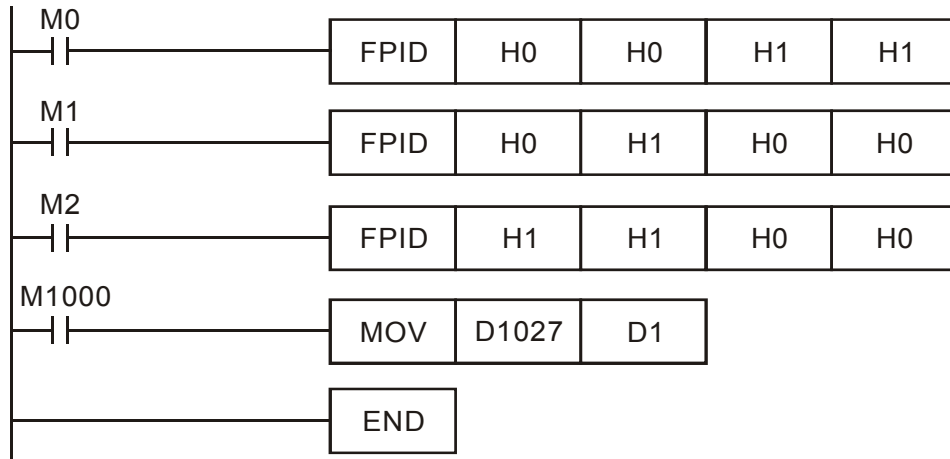 M0
FPID H0 H0 H1 H1
M1
FPID H0 H1 H0 H0
M2
FPID H1 H1 H0 H0
M1000
MOV D1027 D1
END